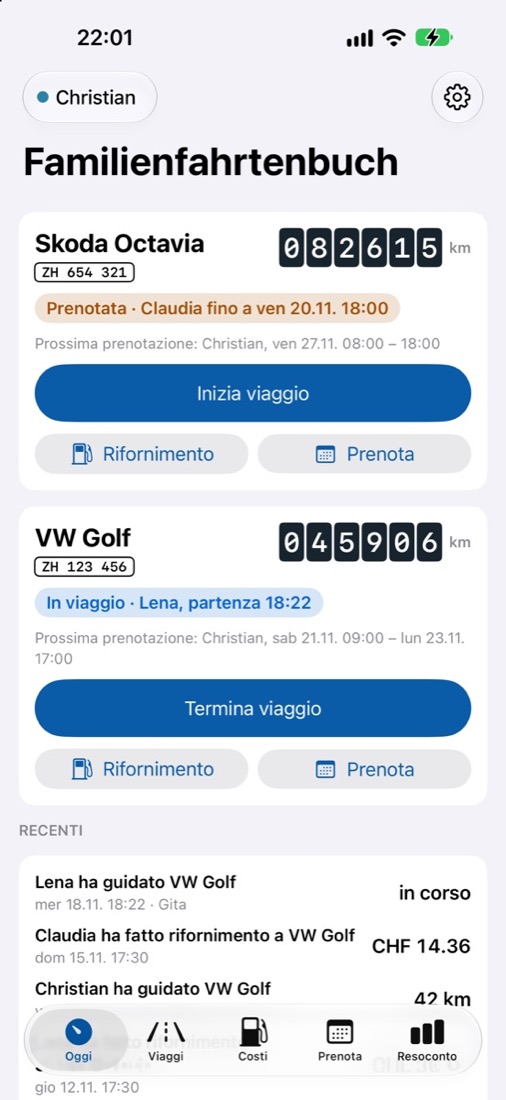 22:01
Christian
Familienfahrtenbuch
Skoda Octavia
082615 km
ZH 654 321
Prenotata · Claudia fino a ven 20.11. 18:00
Prossima prenotazione: Christian, ven 27.11. 08:00 – 18:00
Inizia viaggio
Rifornimento
Prenota
VW Golf
045906 km
ZH 123 456
In viaggio · Lena, partenza 18:22
Prossima prenotazione: Christian, sab 21.11. 09:00 – lun 23.11.
17:00
Termina viaggio
Rifornimento
Prenota
RECENTI
Lena ha guidato VW Golf
in corso
mer 18.11. 18:22 · Gita
Claudia ha fatto rifornimento a VW Golf
CHF 14.36
dom 15.11. 17:30
Christian ha guidato VW Golf
42 km
Oggi
Viaggi
Costi
Prenota
Resoconto
gio 12.11. 17:30